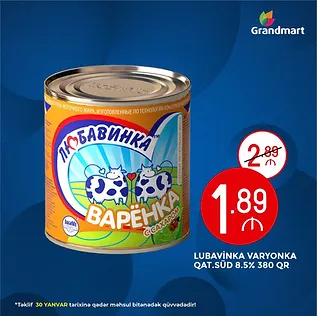 Grandmart
ЛЮБАВИНКА
ВАРЁНКА
С САХАРОМ
2.89 ₼
1.89 ₼
LUBAVİNKA VARYONKA
QAT.SÜD 8.5% 380 QR
*Təklif 30 YANVAR tarixinə qədər məhsul bitənədək qüvvədədir!